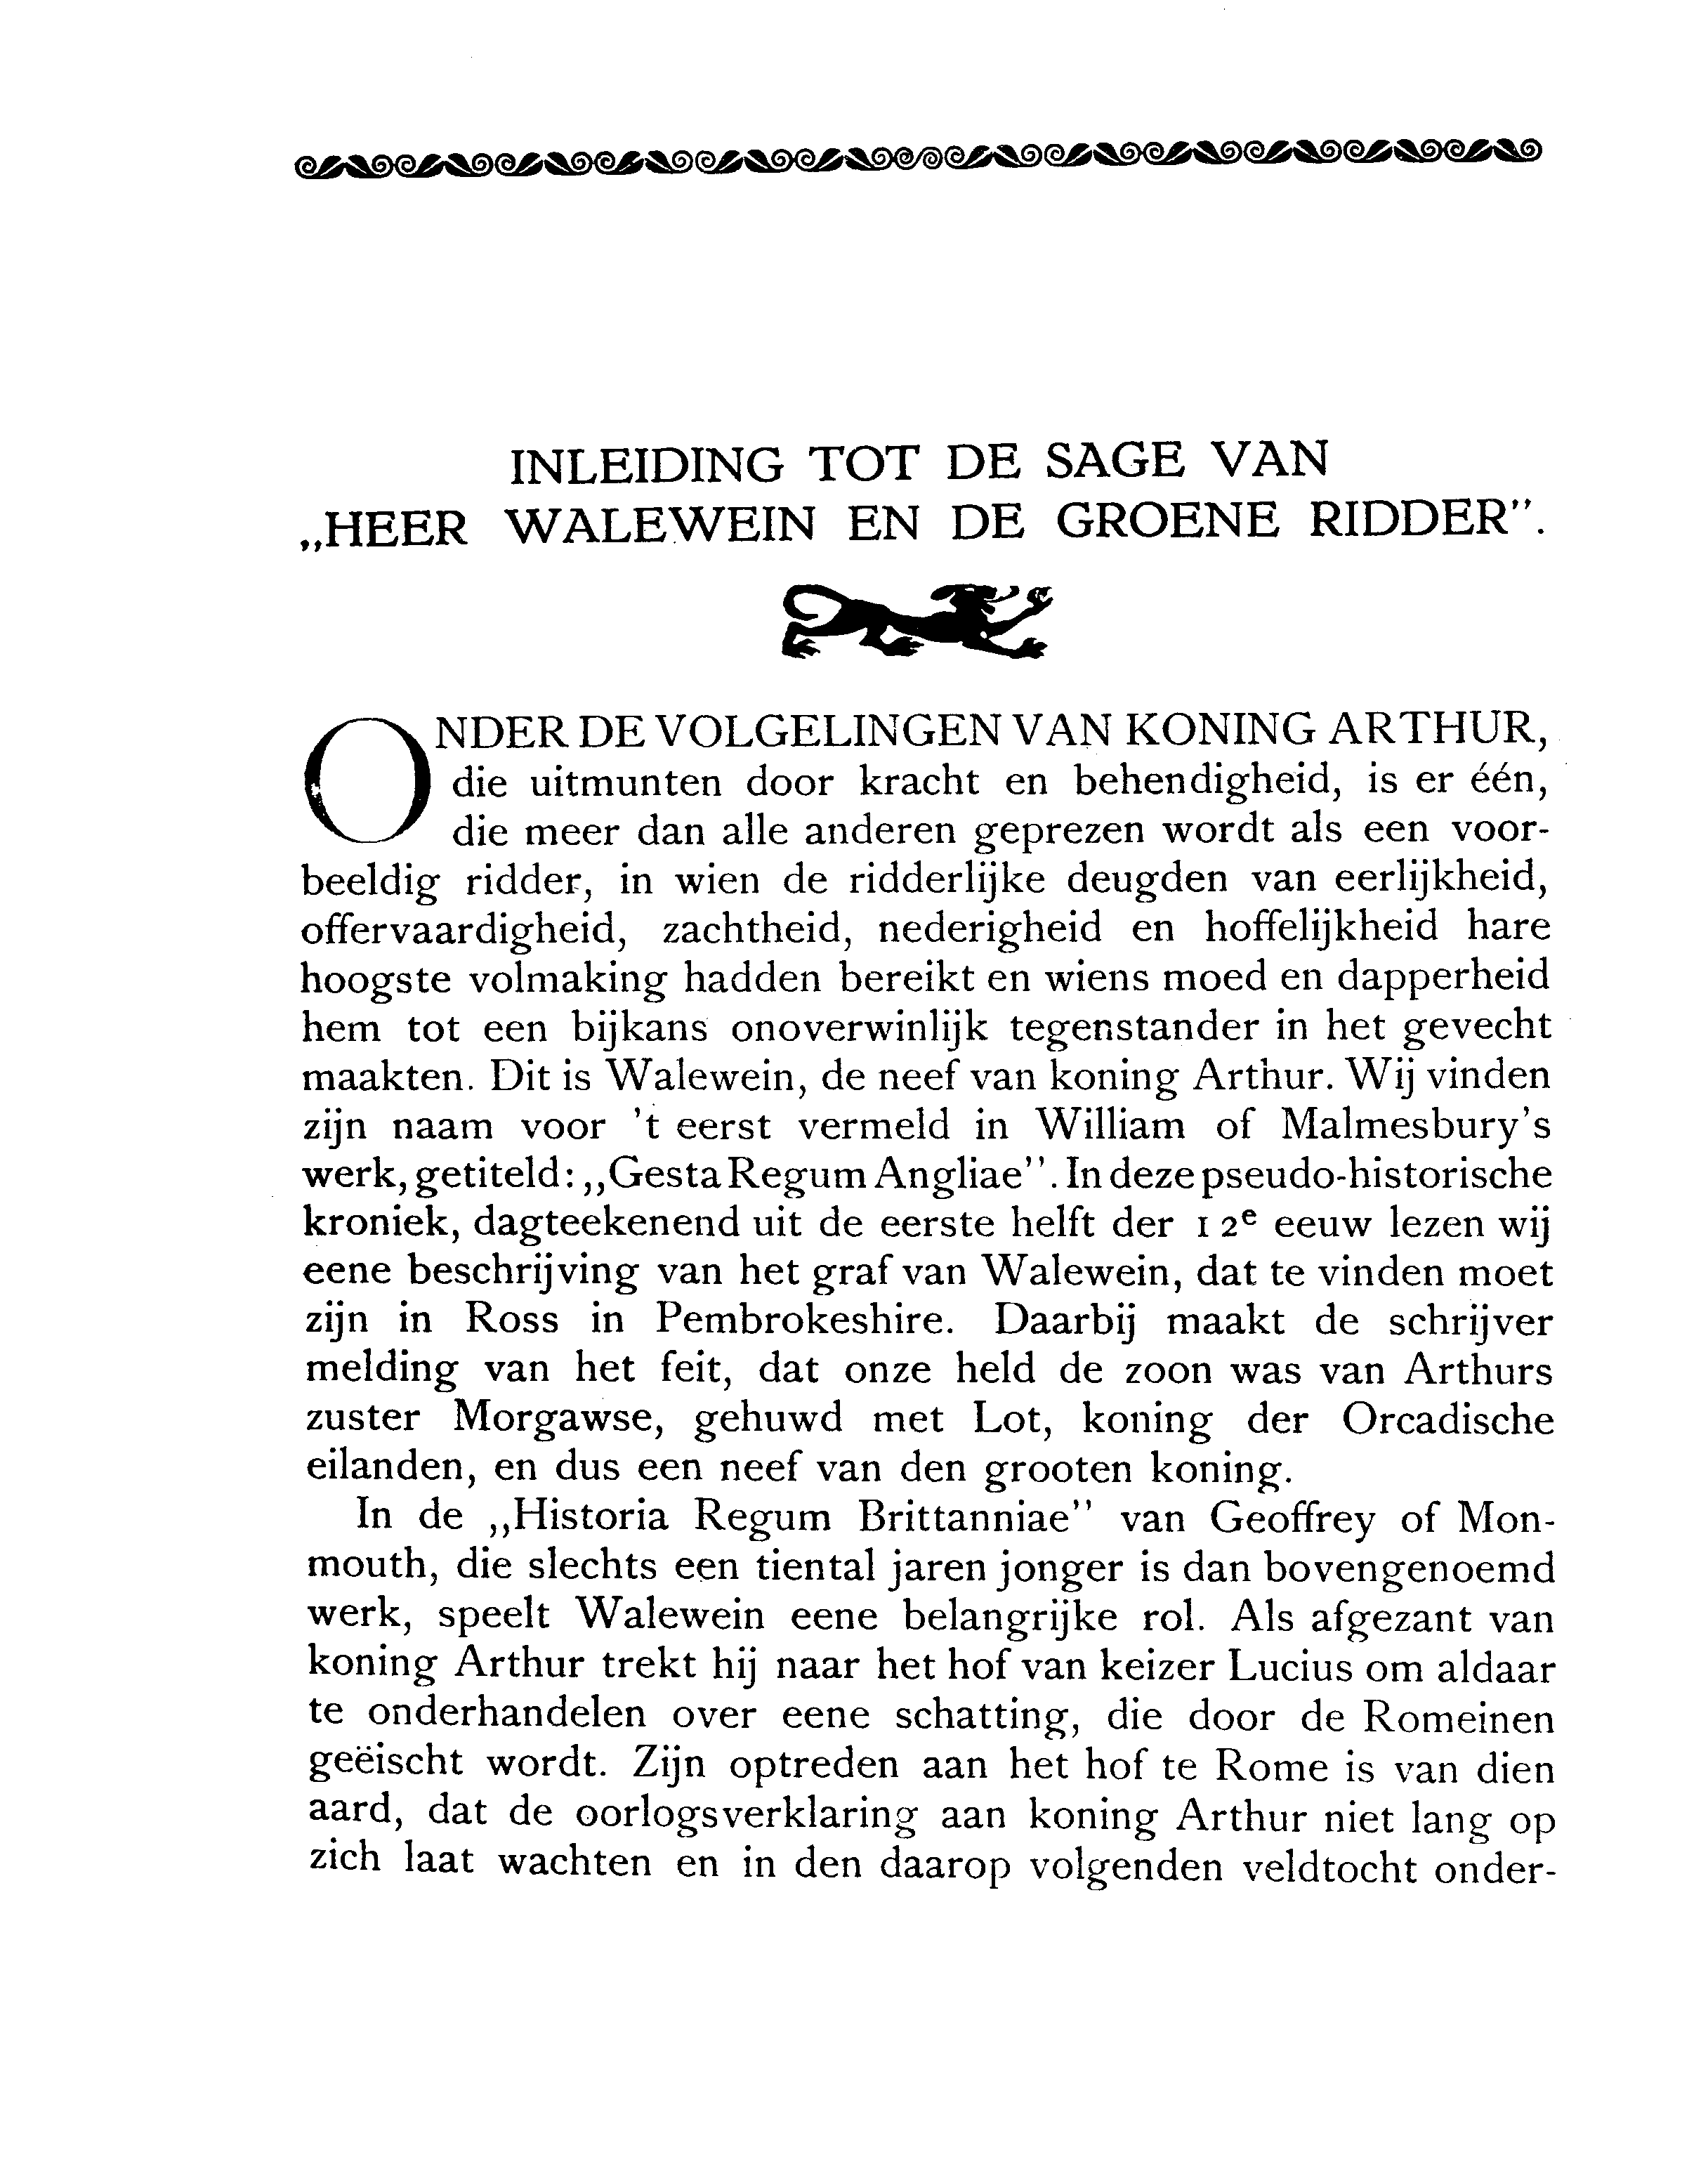 INLEIDING TOT DE SAGE VAN
„HEER WALEWEIN EN DE GROENE RIDDER”.
ONDER DE VOLGELINGEN VAN KONING ARTHUR,
die uitmunten door kracht en behendigheid, is er één,
die meer dan alle anderen geprezen wordt als een voor-
beeldig ridder, in wien de ridderlijke deugden van eerlijkheid,
offervaardigheid, zachtheid, nederigheid en hoffelijkheid hare
hoogste volmaking hadden bereikt en wiens moed en dapperheid
hem tot een bijkans onoverwinlijk tegenstander in het gevecht
maakten. Dit is Walewein, de neef van koning Arthur. Wij vinden
zijn naam voor 't eerst vermeld in William of Malmesbury's
werk, getiteld: „Gesta Regum Angliae”. In deze pseudo-historische
kroniek, dagteekenend uit de eerste helft der 12e eeuw lezen wij
eene beschrijving van het graf van Walewein, dat te vinden moet
zijn in Ross in Pembrokeshire. Daarbij maakt de schrijver
melding van het feit, dat onze held de zoon was van Arthurs
zuster Morgawse, gehuwd met Lot, koning der Orcadische
eilanden, en dus een neef van den grooten koning.
In de „Historia Regum Brittanniae” van Geoffrey of Mon-
mouth, die slechts een tiental jaren jonger is dan bovengenoemd
werk, speelt Walewein eene belangrijke rol. Als afgezant van
koning Arthur trekt hij naar het hof van keizer Lucius om aldaar
te onderhandelen over eene schatting, die door de Romeinen
geëischt wordt. Zijn optreden aan het hof te Rome is van dien
aard, dat de oorlogsverklaring aan koning Arthur niet lang op
zich laat wachten en in den daarop volgenden veldtocht onder-